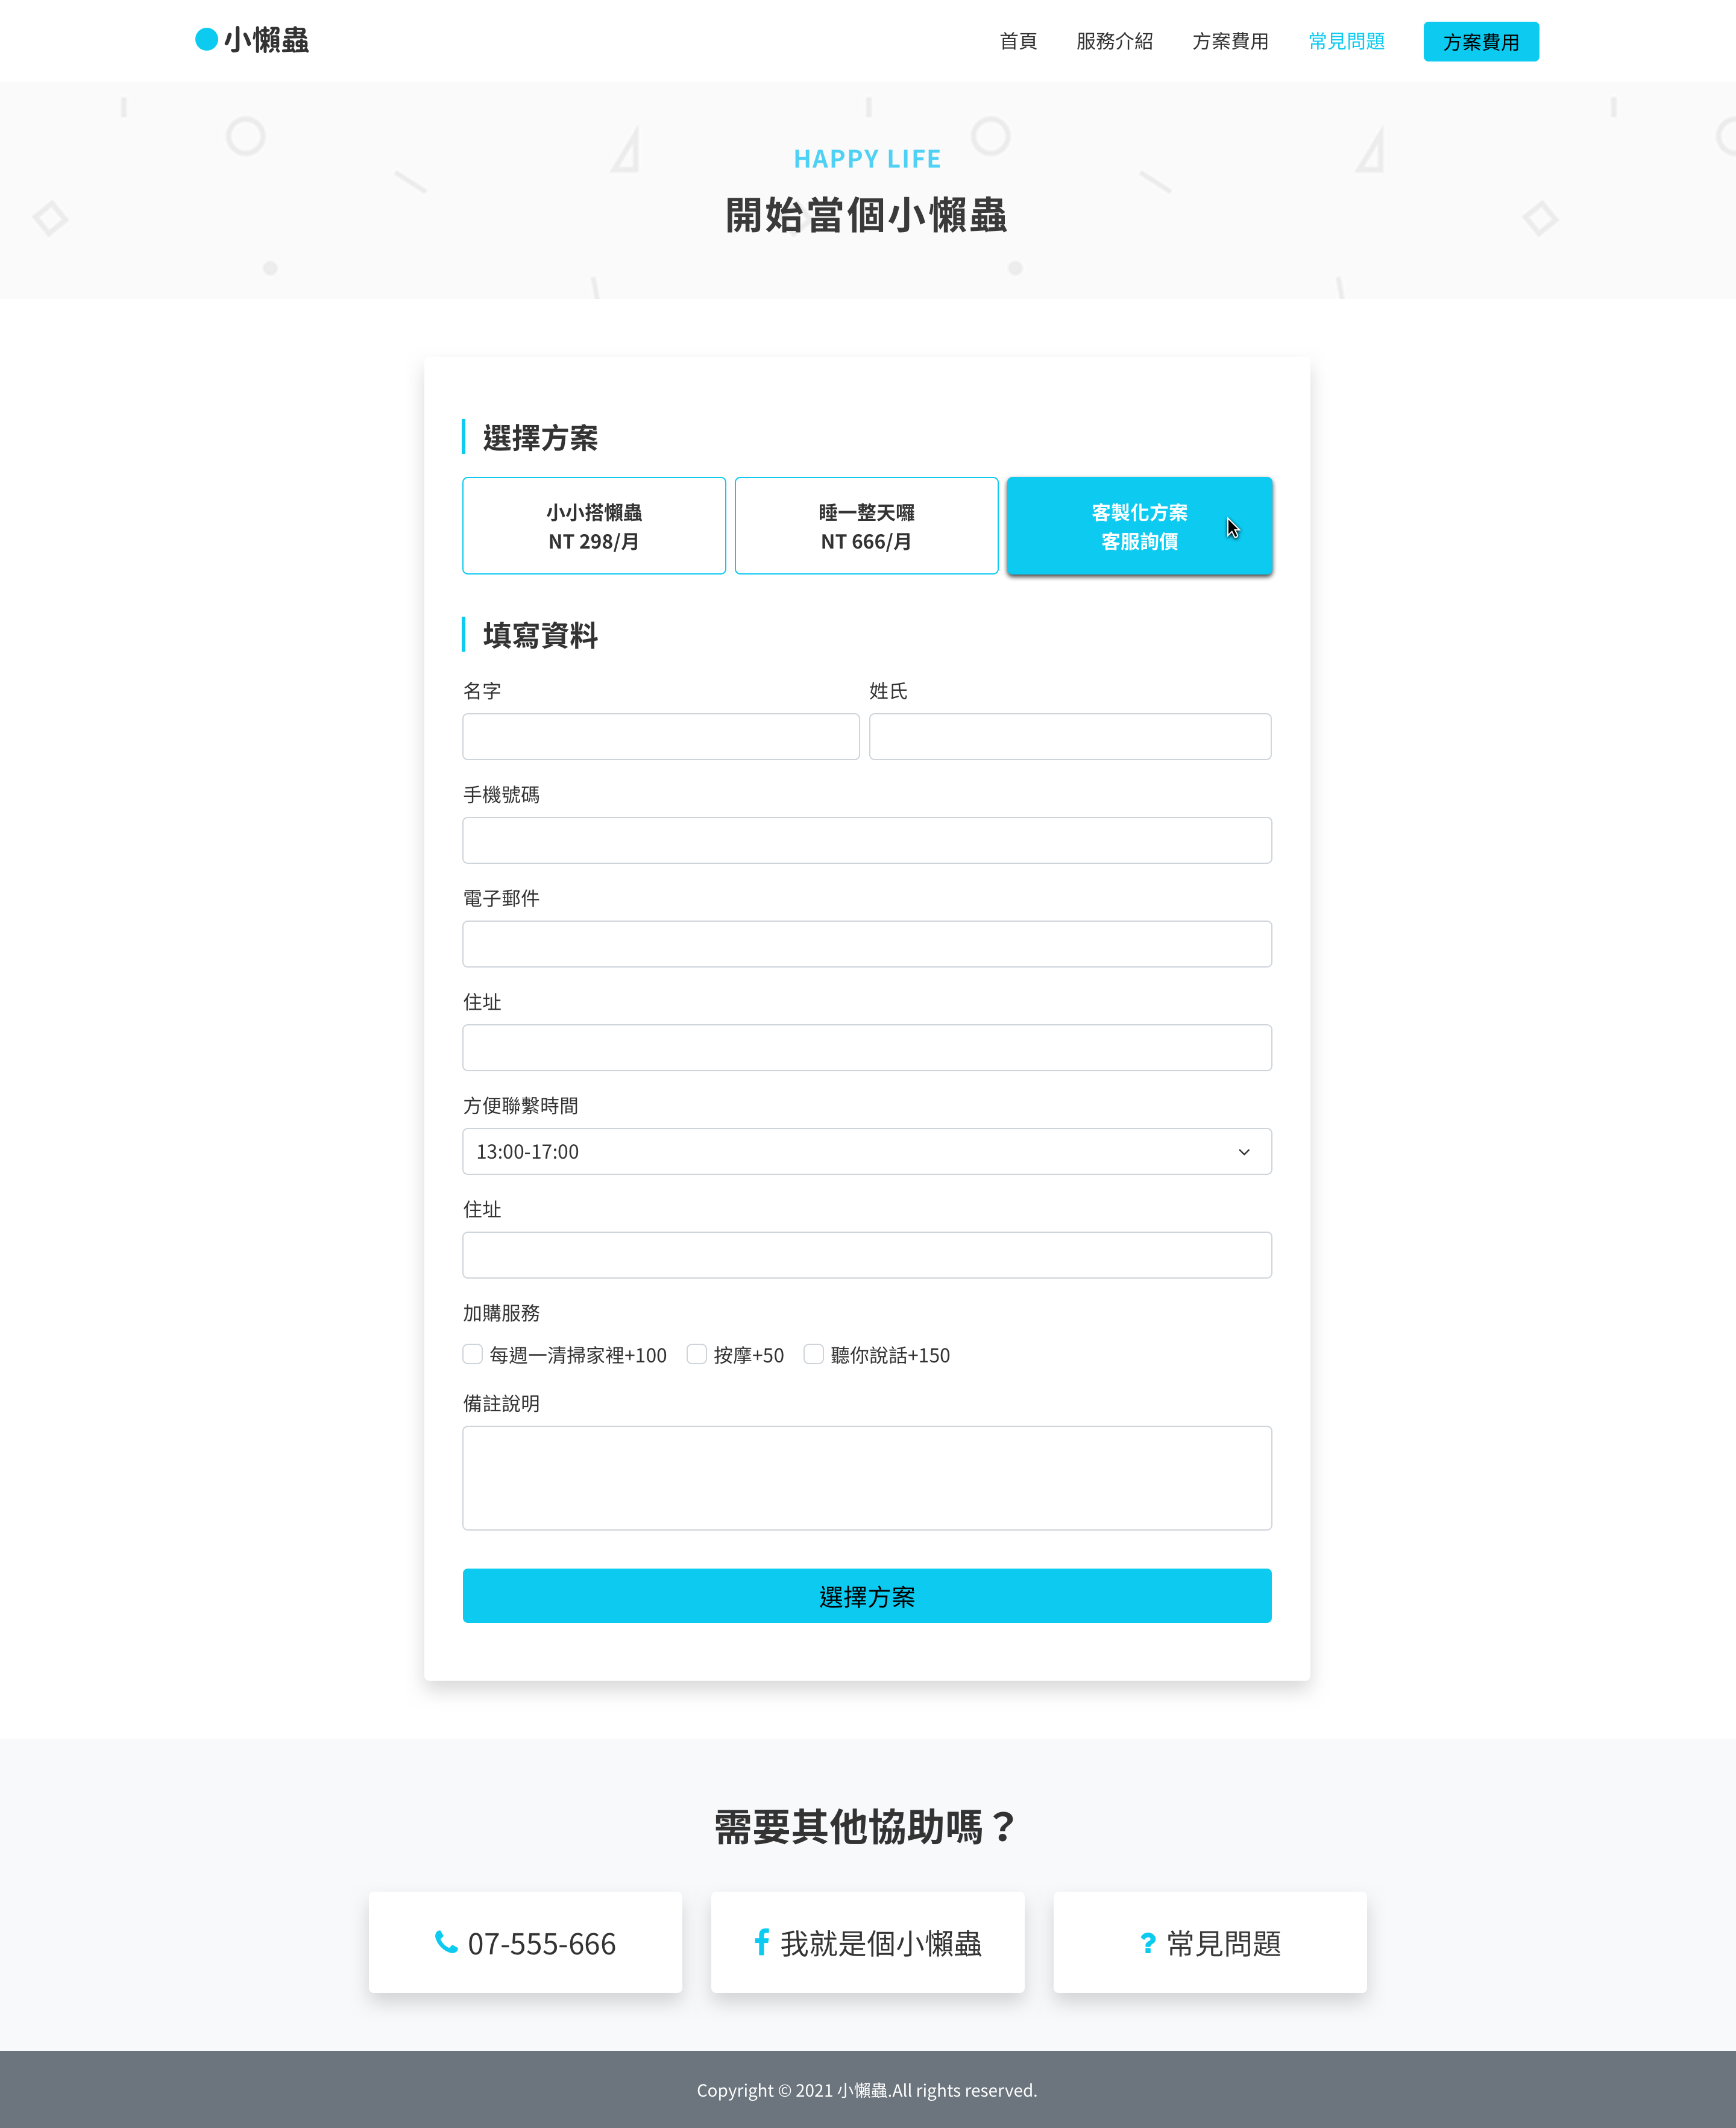 小懶蟲
首頁 服務介紹 方案費用 常見問題 方案費用
HAPPY LIFE
開始當個小懶蟲
選擇方案
小小搭懶蟲
NT 298/月
睡一整天囉
NT 666/月
客製化方案
客服詢價
填寫資料
名字
姓氏
手機號碼
電子郵件
住址
方便聯繫時間
13:00-17:00
住址
加購服務
每週一清掃家裡+100 按摩+50 聽你說話+150
備註說明
選擇方案
需要其他協助嗎？
07-555-666
我就是個小懶蟲
? 常見問題
Copyright © 2021 小懶蟲.All rights reserved.